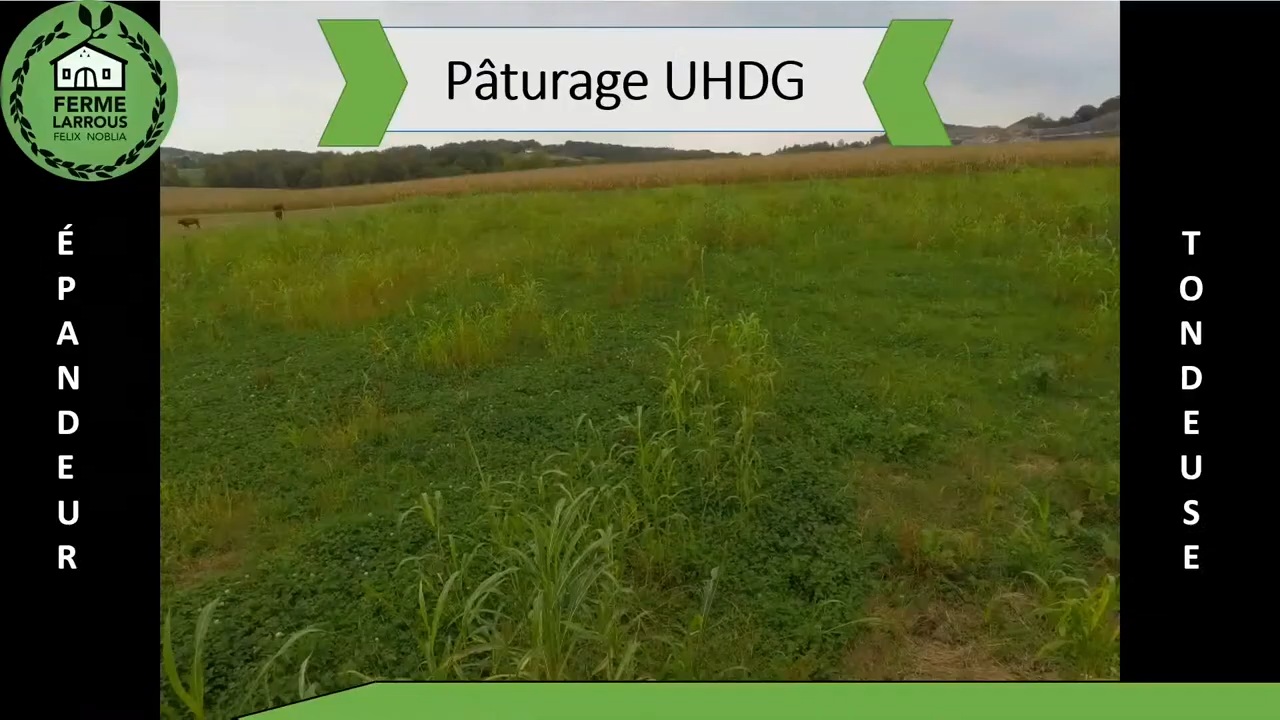 FERME
LARROUS
FELIX NOBLIA
Pâturage UHDG
ÉPANDEUR
TONDEUSE